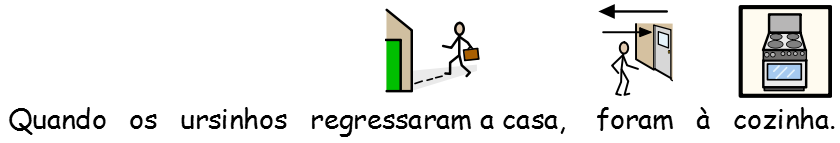 Quando os ursinhos regressaram a casa, foram à cozinha.